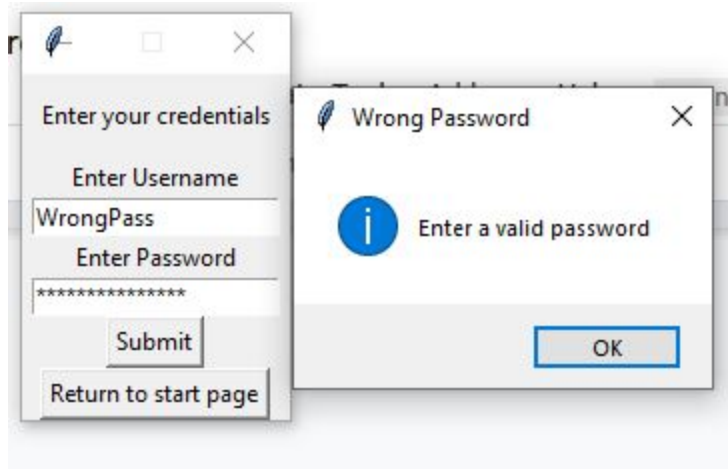 Enter your credentials
Enter Username
WrongPass
Enter Password
***************
Submit
Return to start page
Wrong Password
Enter a valid password
OK